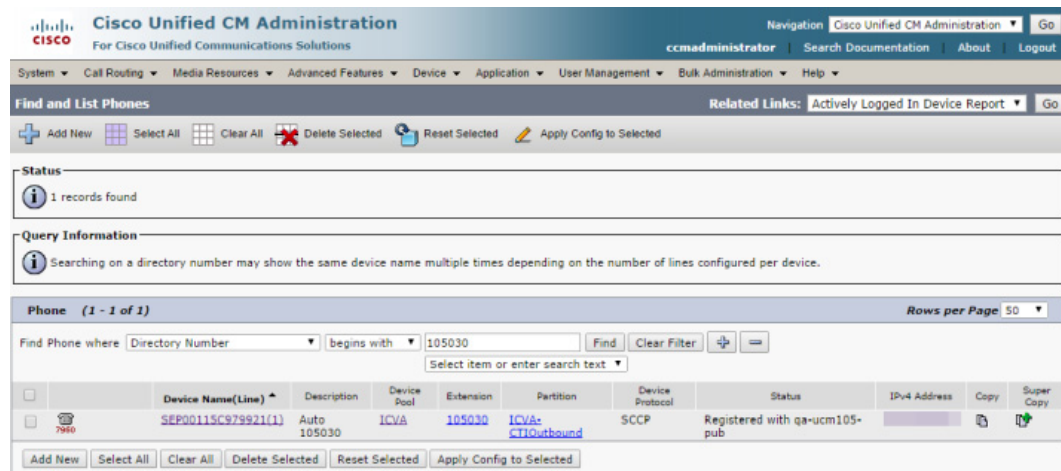 Cisco Unified CM Administration
Navigation Cisco Unified CM Administration Go
CISCO
For Cisco Unified Communications Solutions
ccmadministrator Search Documentation About Logout
System Call Routing Media Resources Advanced Features Device Application User Management Bulk Administration Help
Find and List Phones
Related Links: Actively Logged In Device Report Go
Add New Select All Clear All Delete Selected Reset Selected Apply Config to Selected
Status
1 records found
Query Information
Searching on a directory number may show the same device name multiple times depending on the number of lines configured per device.
Phone (1 - 1 of 1)
Rows per Page 50
Find Phone where Directory Number begins with 105030 Find Clear Filter
Select item or enter search text
Device Name(Line) Description Device Pool Extension Partition Device Protocol Status IPv4 Address Copy Super Copy
7960 SEP00115C979921(1) Auto 105030 ICVA 105030 ICVA-CTIOutbound SCCP Registered with qa-ucm105-pub
Add New Select All Clear All Delete Selected Reset Selected Apply Config to Selected